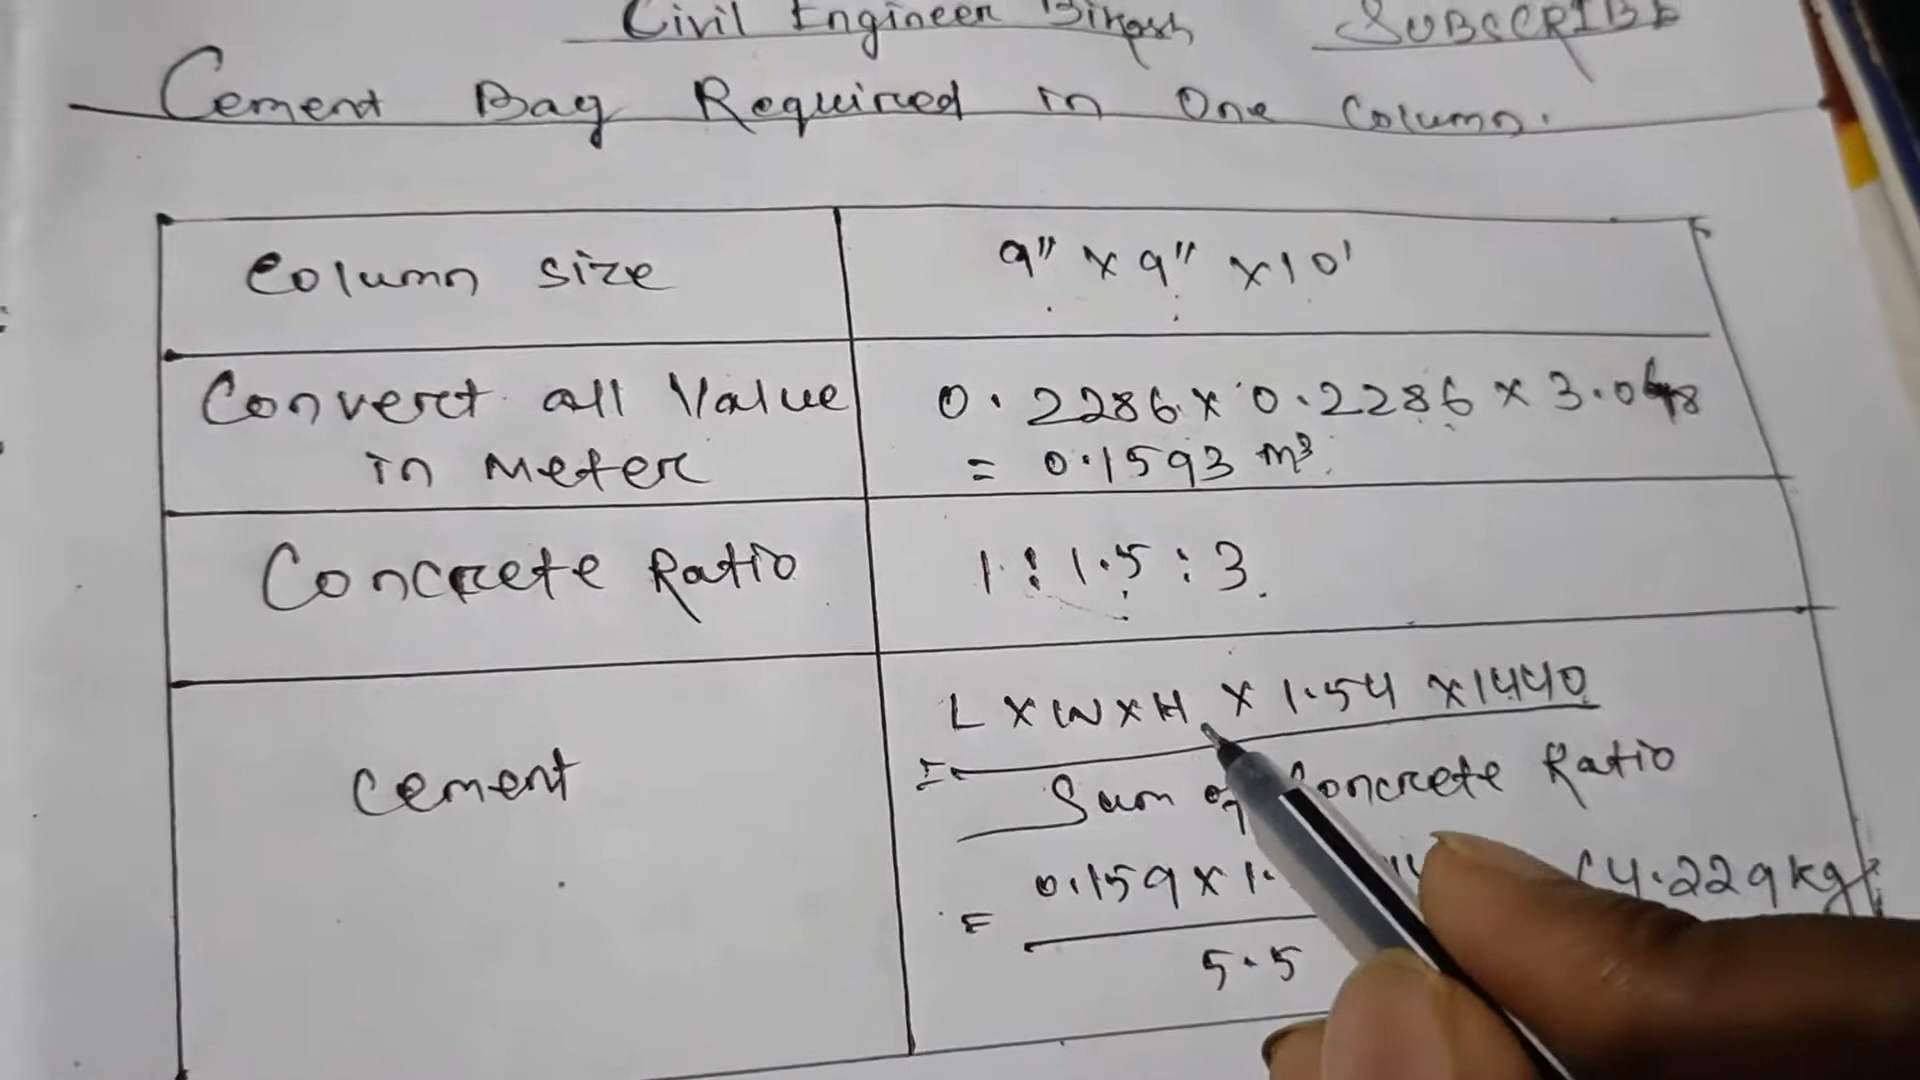 Civil Engineer Bikash SUBSCRIBE
Cement Bag Required in One Column.
Column size 9" x 9" x 10'
Convert all Value in Meter 0.2286 x 0.2286 x 3.048
= 0.1593 m³
Concrete Ratio 1 : 1.5 : 3
Cement = L x W x H x 1.54 x 1440
Sum of Concrete Ratio
= 0.159 x 1. 4.229 kg
5.5